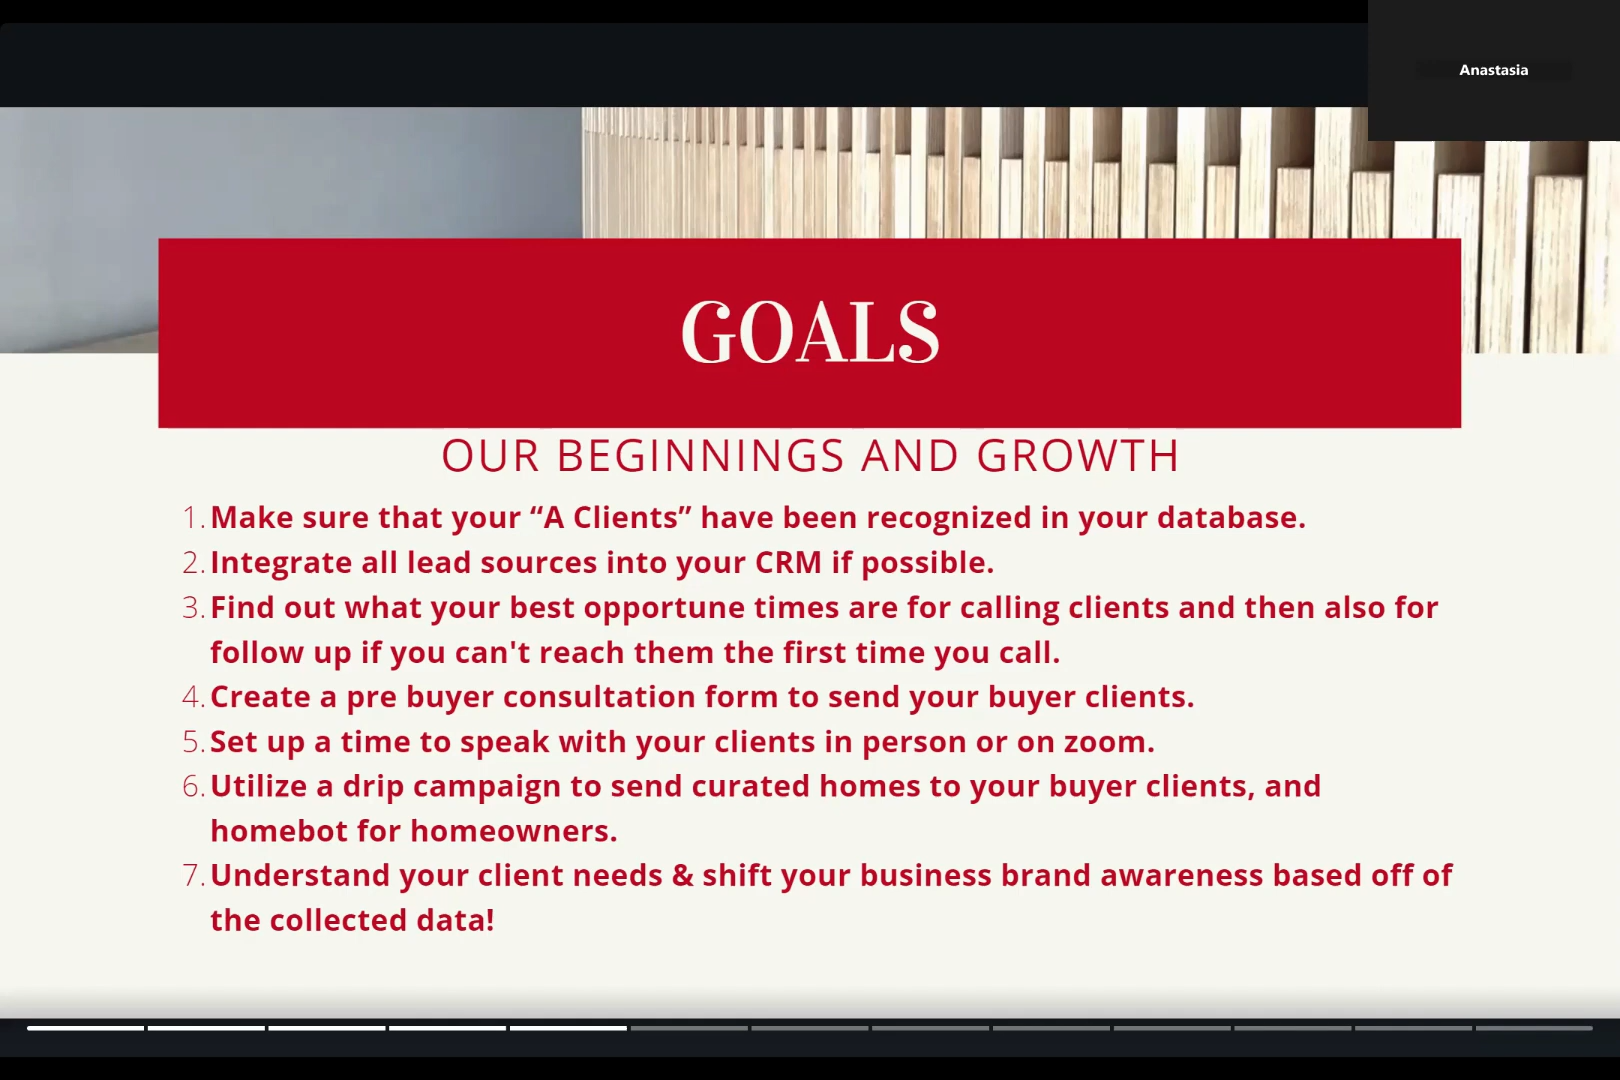 Anastasia
GOALS
OUR BEGINNINGS AND GROWTH
1. Make sure that your “A Clients” have been recognized in your database.
2. Integrate all lead sources into your CRM if possible.
3. Find out what your best opportune times are for calling clients and then also for
follow up if you can't reach them the first time you call.
4. Create a pre buyer consultation form to send your buyer clients.
5. Set up a time to speak with your clients in person or on zoom.
6. Utilize a drip campaign to send curated homes to your buyer clients, and
homebot for homeowners.
7. Understand your client needs & shift your business brand awareness based off of
the collected data!